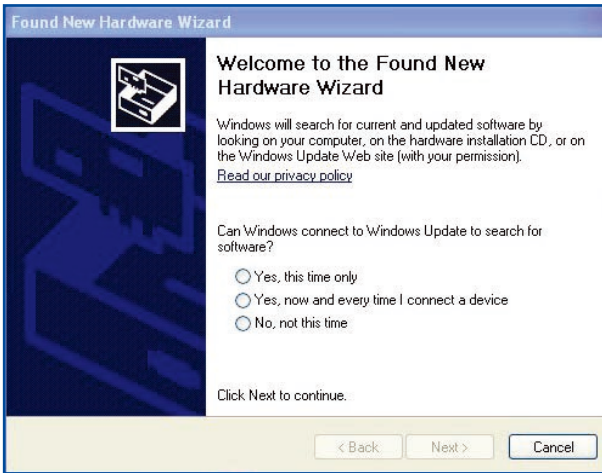 Found New Hardware Wizard
Welcome to the Found New
Hardware Wizard
Windows will search for current and updated software by
looking on your computer, on the hardware installation CD, or on
the Windows Update Web site (with your permission).
Read our privacy policy
Can Windows connect to Windows Update to search for
software?
Yes, this time only
Yes, now and every time I connect a device
No, not this time
Click Next to continue.
< Back Next > Cancel